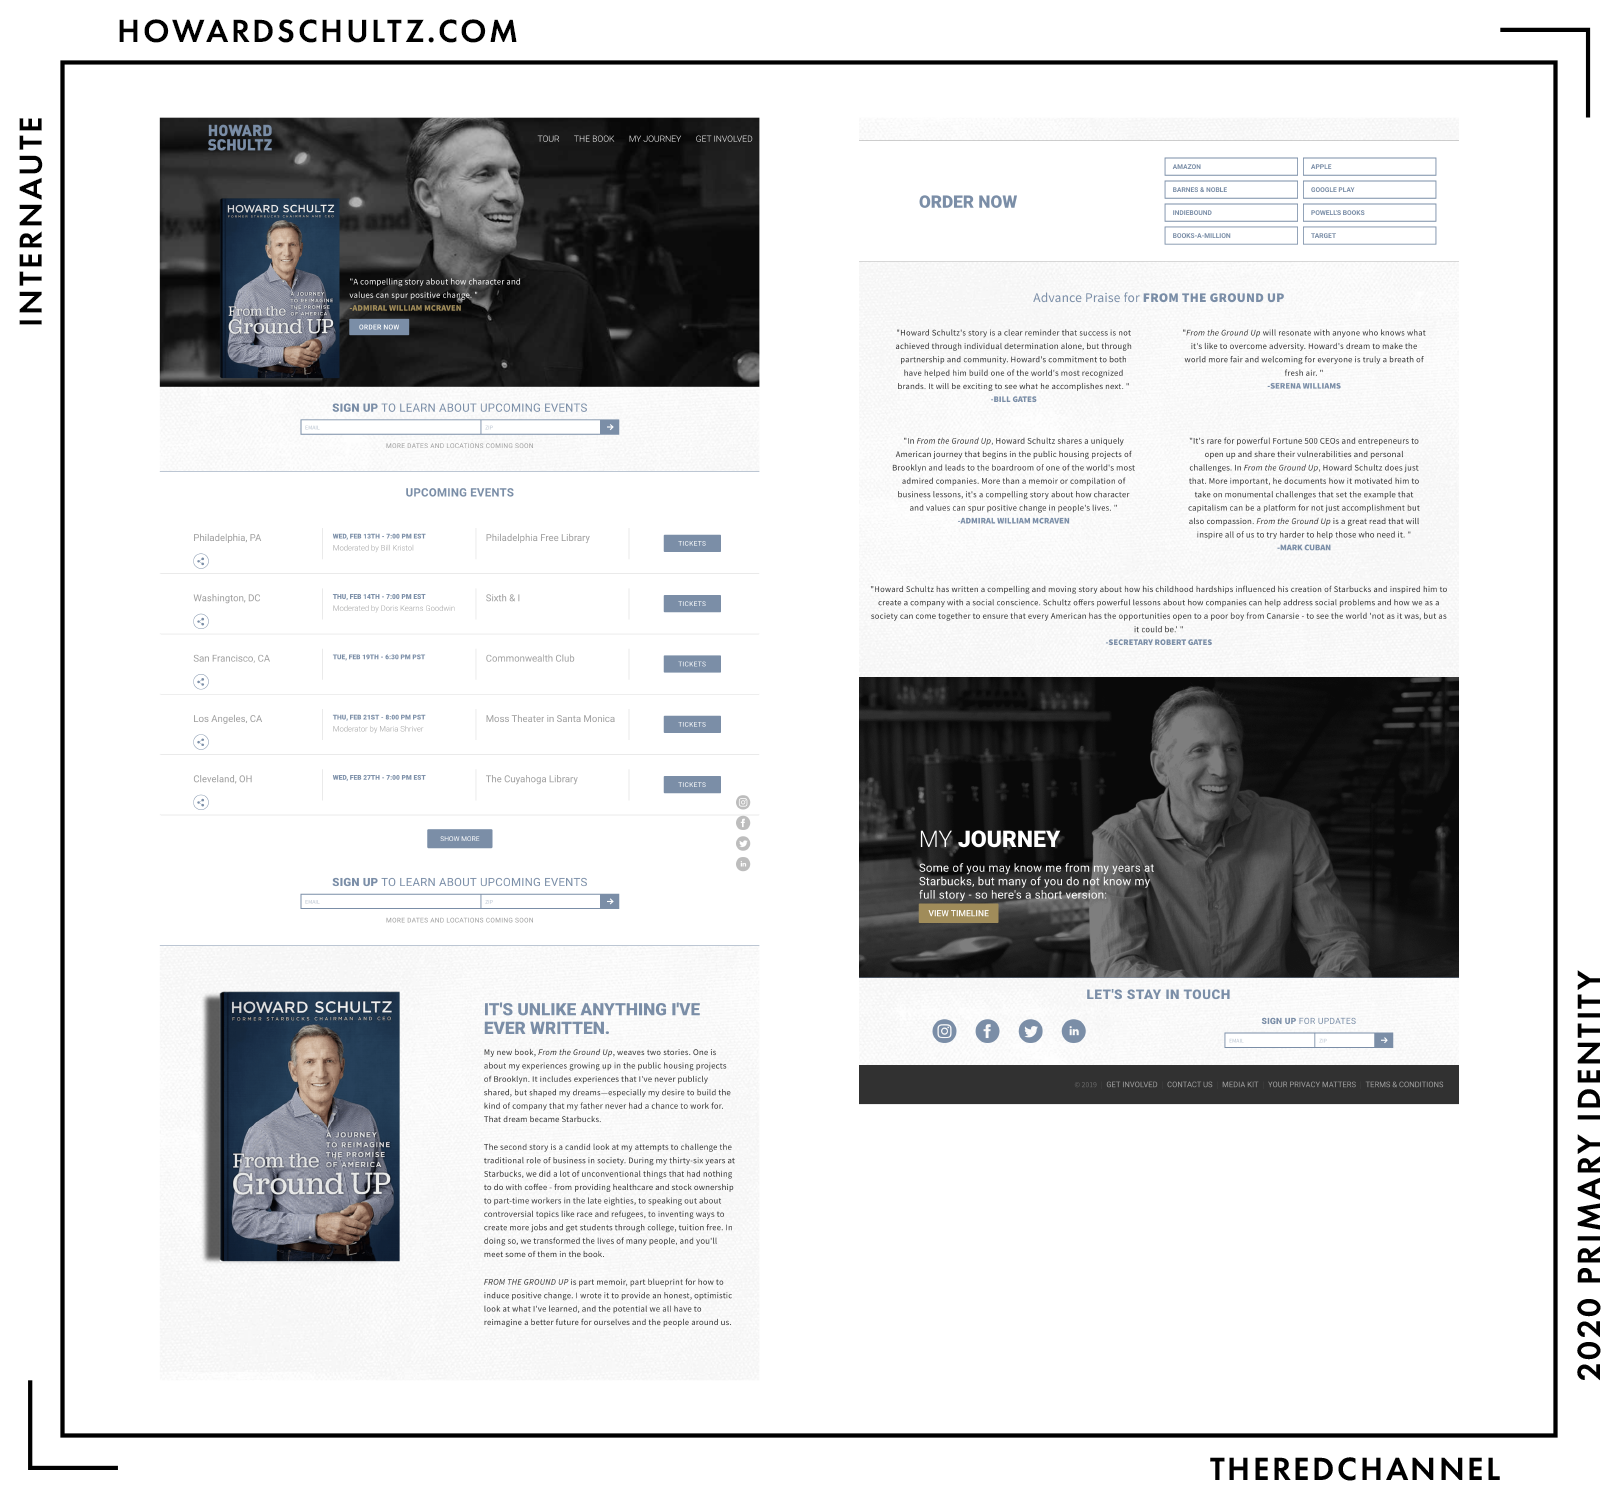 HOWARDSCHULTZ.COM
INTERNAUTE
HOWARD
SCHULTZ
TOUR THE BOOK MY JOURNEY GET INVOLVED
HOWARD SCHULTZ
FORMER STARBUCKS CHAIRMAN AND CEO
A JOURNEY
TO REIMAGINE
THE PROMISE
OF AMERICA
From the
Ground UP
"A compelling story about how character and
values can spur positive change. "
-ADMIRAL WILLIAM MCRAVEN
ORDER NOW
SIGN UP TO LEARN ABOUT UPCOMING EVENTS
EMAIL ZIP
MORE DATES AND LOCATIONS COMING SOON
UPCOMING EVENTS
Philadelphia, PA
WED, FEB 13TH - 7:00 PM EST
Moderated by Bill Kristol
Philadelphia Free Library
TICKETS
Washington, DC
THU, FEB 14TH - 7:00 PM EST
Moderated by Doris Kearns Goodwin
Sixth & I
TICKETS
San Francisco, CA
TUE, FEB 19TH - 6:30 PM PST
Commonwealth Club
TICKETS
Los Angeles, CA
THU, FEB 21ST - 8:00 PM PST
Moderator by Maria Shriver
Moss Theater in Santa Monica
TICKETS
Cleveland, OH
WED, FEB 27TH - 7:00 PM EST
The Cuyahoga Library
TICKETS
SHOW MORE
SIGN UP TO LEARN ABOUT UPCOMING EVENTS
EMAIL ZIP
MORE DATES AND LOCATIONS COMING SOON
HOWARD SCHULTZ
FORMER STARBUCKS CHAIRMAN AND CEO
A JOURNEY
TO REIMAGINE
THE PROMISE
OF AMERICA
From the
Ground UP
IT'S UNLIKE ANYTHING I'VE
EVER WRITTEN.
My new book, From the Ground Up, weaves two stories. One is
about my experiences growing up in the public housing projects
of Brooklyn. It includes experiences that I've never publicly
shared, but shaped my dreams—especially my desire to build the
kind of company that my father never had a chance to work for.
That dream became Starbucks.
The second story is a candid look at my attempts to challenge the
traditional role of business in society. During my thirty-six years at
Starbucks, we did a lot of unconventional things that had nothing
to do with coffee - from providing healthcare and stock ownership
to part-time workers in the late eighties, to speaking out about
controversial topics like race and refugees, to inventing ways to
create more jobs and get students through college, tuition free. In
doing so, we transformed the lives of many people, and you'll
meet some of them in the book.
FROM THE GROUND UP is part memoir, part blueprint for how to
induce positive change. I wrote it to provide an honest, optimistic
look at what I've learned, and the potential we all have to
reimagine a better future for ourselves and the people around us.
ORDER NOW
AMAZON APPLE
BARNES & NOBLE GOOGLE PLAY
INDIEBOUND POWELL'S BOOKS
BOOKS-A-MILLION TARGET
Advance Praise for FROM THE GROUND UP
"Howard Schultz's story is a clear reminder that success is not
achieved through individual determination alone, but through
partnership and community. Howard's commitment to both
have helped him build one of the world's most recognized
brands. It will be exciting to see what he accomplishes next. "
-BILL GATES
"From the Ground Up will resonate with anyone who knows what
it's like to overcome adversity. Howard's dream to make the
world more fair and welcoming for everyone is truly a breath of
fresh air. "
-SERENA WILLIAMS
"In From the Ground Up, Howard Schultz shares a uniquely
American journey that begins in the public housing projects of
Brooklyn and leads to the boardroom of one of the world's most
admired companies. More than a memoir or compilation of
business lessons, it's a compelling story about how character
and values can spur positive change in people's lives. "
-ADMIRAL WILLIAM MCRAVEN
"It's rare for powerful Fortune 500 CEOs and entrepeneurs to
open up and share their vulnerabilities and personal
challenges. In From the Ground Up, Howard Schultz does just
that. More important, he documents how it motivated him to
take on monumental challenges that set the example that
capitalism can be a platform for not just accomplishment but
also compassion. From the Ground Up is a great read that will
inspire all of us to try harder to help those who need it. "
-MARK CUBAN
"Howard Schultz has written a compelling and moving story about how his childhood hardships influenced his creation of Starbucks and inspired him to
create a company with a social conscience. Schultz offers powerful lessons about how companies can help address social problems and how we as a
society can come together to ensure that every American has the opportunities open to a poor boy from Canarsie - to see the world 'not as it was, but as
it could be.' "
-SECRETARY ROBERT GATES
MY JOURNEY
Some of you may know me from my years at
Starbucks, but many of you do not know my
full story - so here's a short version:
VIEW TIMELINE
LET'S STAY IN TOUCH
SIGN UP FOR UPDATES
EMAIL ZIP
© 2019 | GET INVOLVED | CONTACT US | MEDIA KIT | YOUR PRIVACY MATTERS | TERMS & CONDITIONS
2020 PRIMARY IDENTITY
THEREDCHANNEL